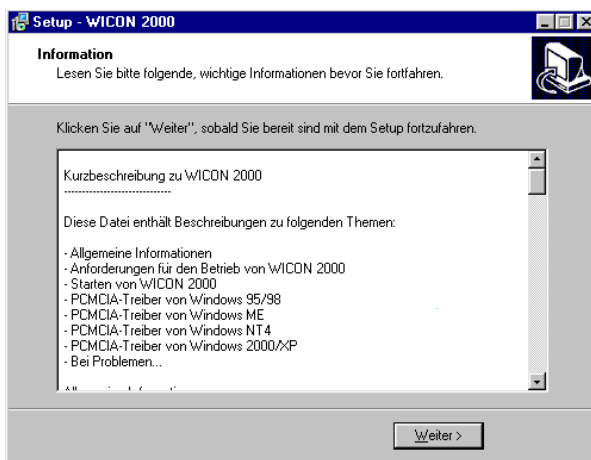 Setup - WICON 2000
Information
Lesen Sie bitte folgende, wichtige Informationen bevor Sie fortfahren.
Klicken Sie auf "Weiter", sobald Sie bereit sind mit dem Setup fortzufahren.
Kurzbeschreibung zu WICON 2000
------------------------------
Diese Datei enthält Beschreibungen zu folgenden Themen:
- Allgemeine Informationen
- Anforderungen für den Betrieb von WICON 2000
- Starten von WICON 2000
- PCMCIA-Treiber von Windows 95/98
- PCMCIA-Treiber von Windows ME
- PCMCIA-Treiber von Windows NT4
- PCMCIA-Treiber von Windows 2000/XP
- Bei Problemen...
Weiter >